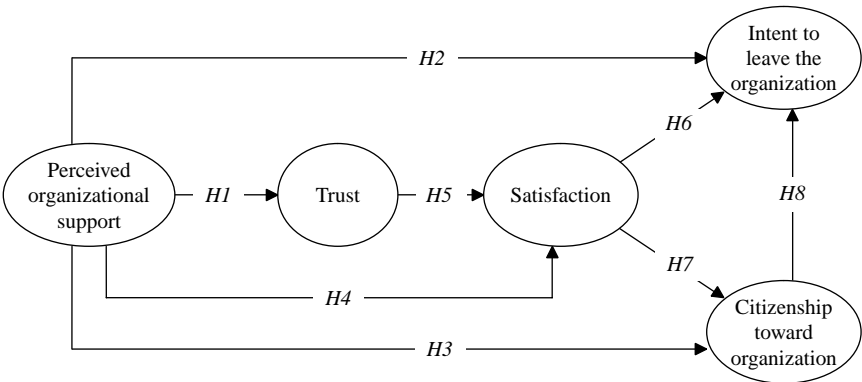 Intent to
leave the
organization
H2
H6
Perceived
organizational
support
H1
Trust
H5
Satisfaction
H8
H7
H4
Citizenship
toward
organization
H3